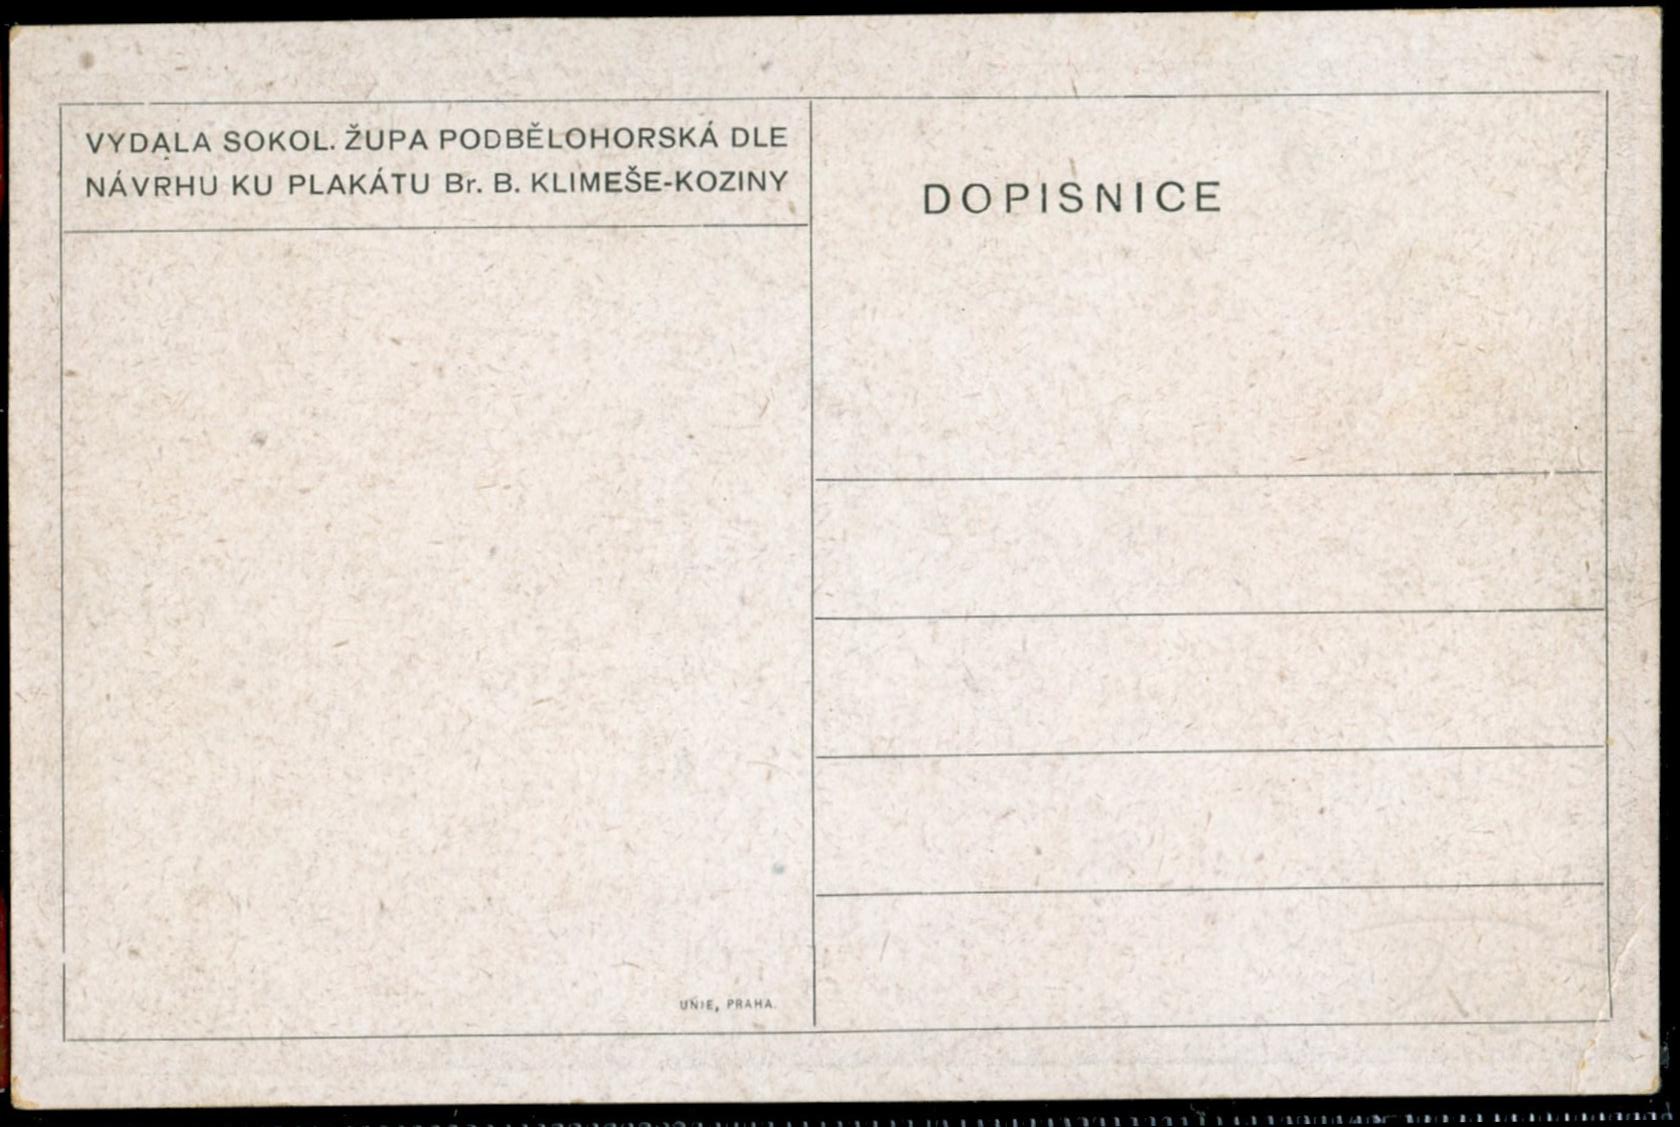 VYDALA SOKOL. ŽUPA PODBĚLOHORSKÁ DLE
NÁVRHU KU PLAKÁTU Br. B. KLIMEŠE-KOZINY
DOPISNICE
UNIE, PRAHA